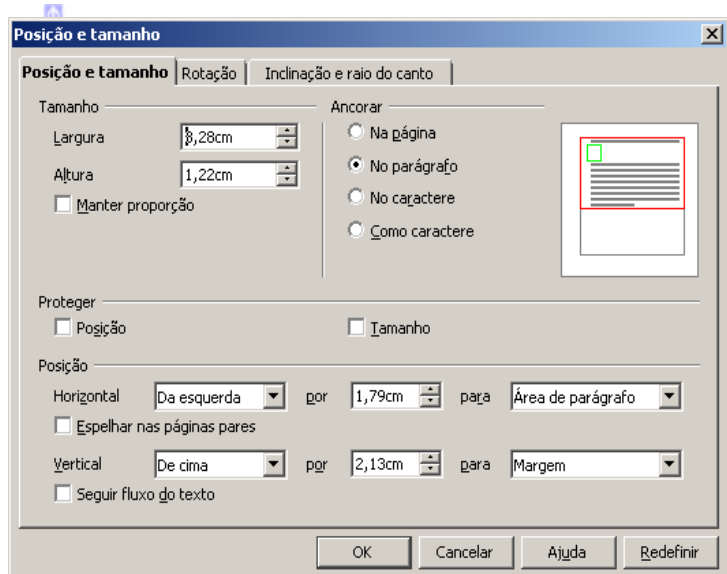 Posição e tamanho
Posição e tamanho Rotação Inclinação e raio do canto
Tamanho
Largura 3,28cm
Altura 1,22cm
Manter proporção
Ancorar
Na página
No parágrafo
No caractere
Como caractere
Proteger
Posição Tamanho
Posição
Horizontal Da esquerda por 1,79cm para Área de parágrafo
Espelhar nas páginas pares
Vertical De cima por 2,13cm para Margem
Seguir fluxo do texto
OK Cancelar Ajuda Redefinir